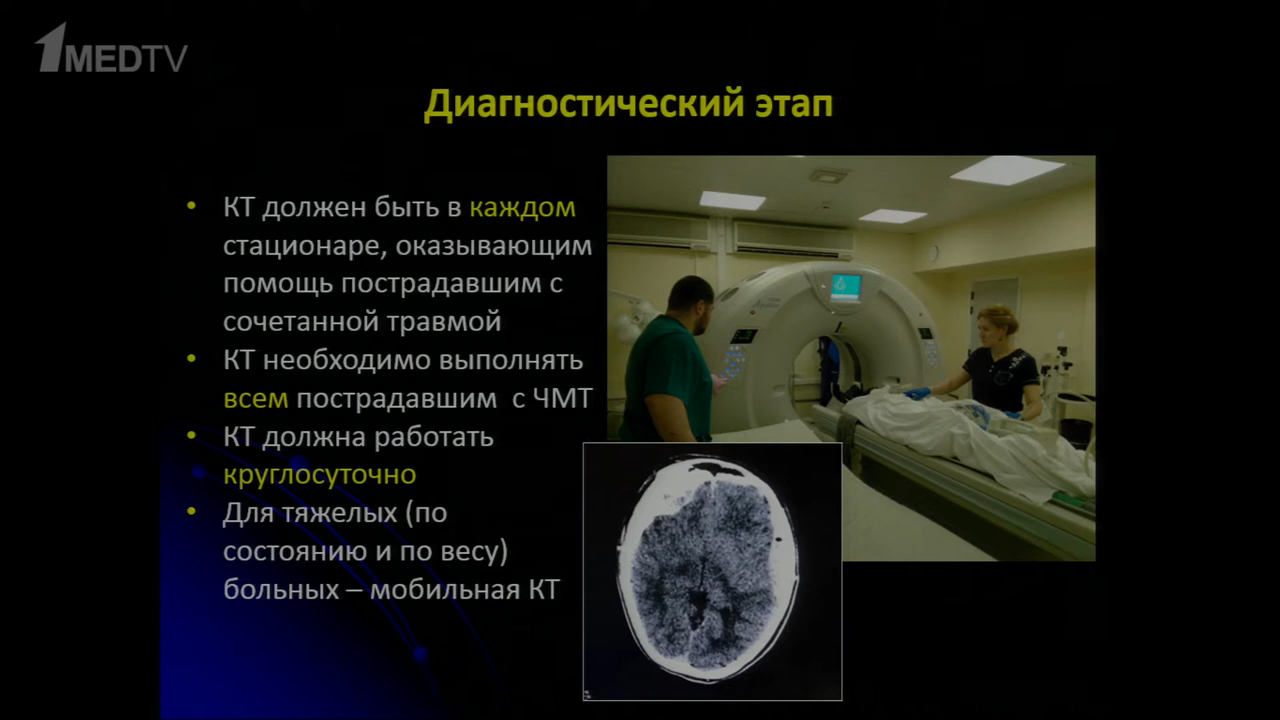 1MEDTV
Диагностический этап
• КТ должен быть в каждом
стационаре, оказывающим
помощь пострадавшим с
сочетанной травмой
• КТ необходимо выполнять
всем пострадавшим с ЧМТ
• КТ должна работать
круглосуточно
• Для тяжелых (по
состоянию и по весу)
больных – мобильная КТ